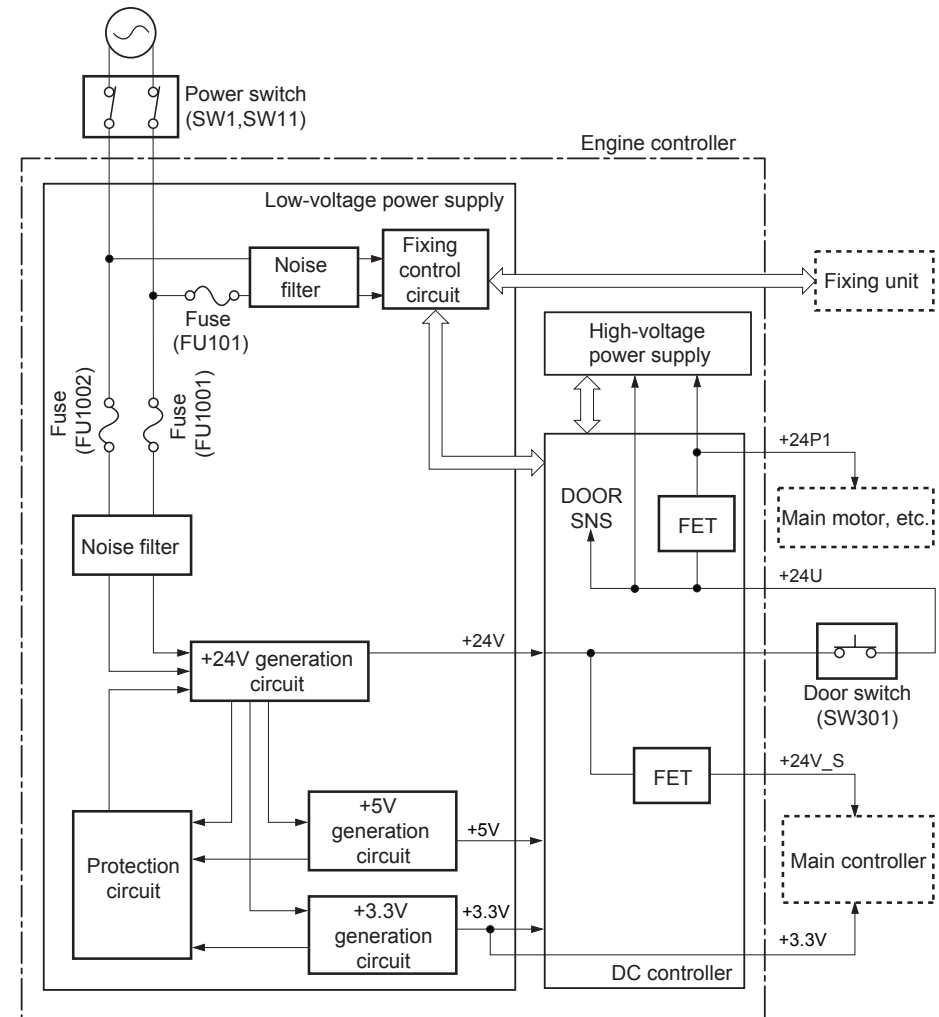 Power switch
(SW1,SW11)
Engine controller
Low-voltage power supply
Noise
filter
Fixing
control
circuit
Fixing unit
Fuse
(FU101)
High-voltage
power supply
Fuse
(FU1002)
Fuse
(FU1001)
+24P1
DOOR
SNS
FET
Main motor, etc.
Noise filter
+24U
+24V generation
circuit
+24V
Door switch
(SW301)
FET
+24V_S
+5V
generation
circuit
+5V
Protection
circuit
Main controller
+3.3V
generation
circuit
+3.3V
+3.3V
DC controller